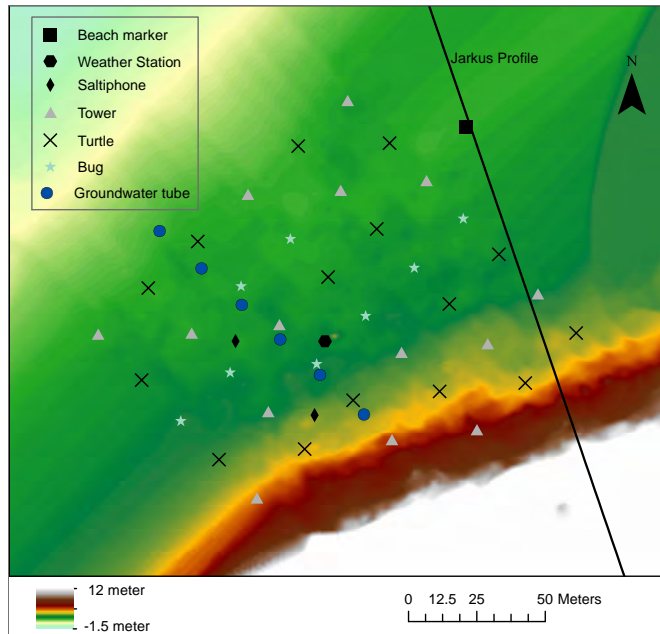 Beach marker
Weather Station
Saltiphone
Tower
Turtle
Bug
Groundwater tube
Jarkus Profile
N
12 meter
-1.5 meter
0 12.5 25 50 Meters